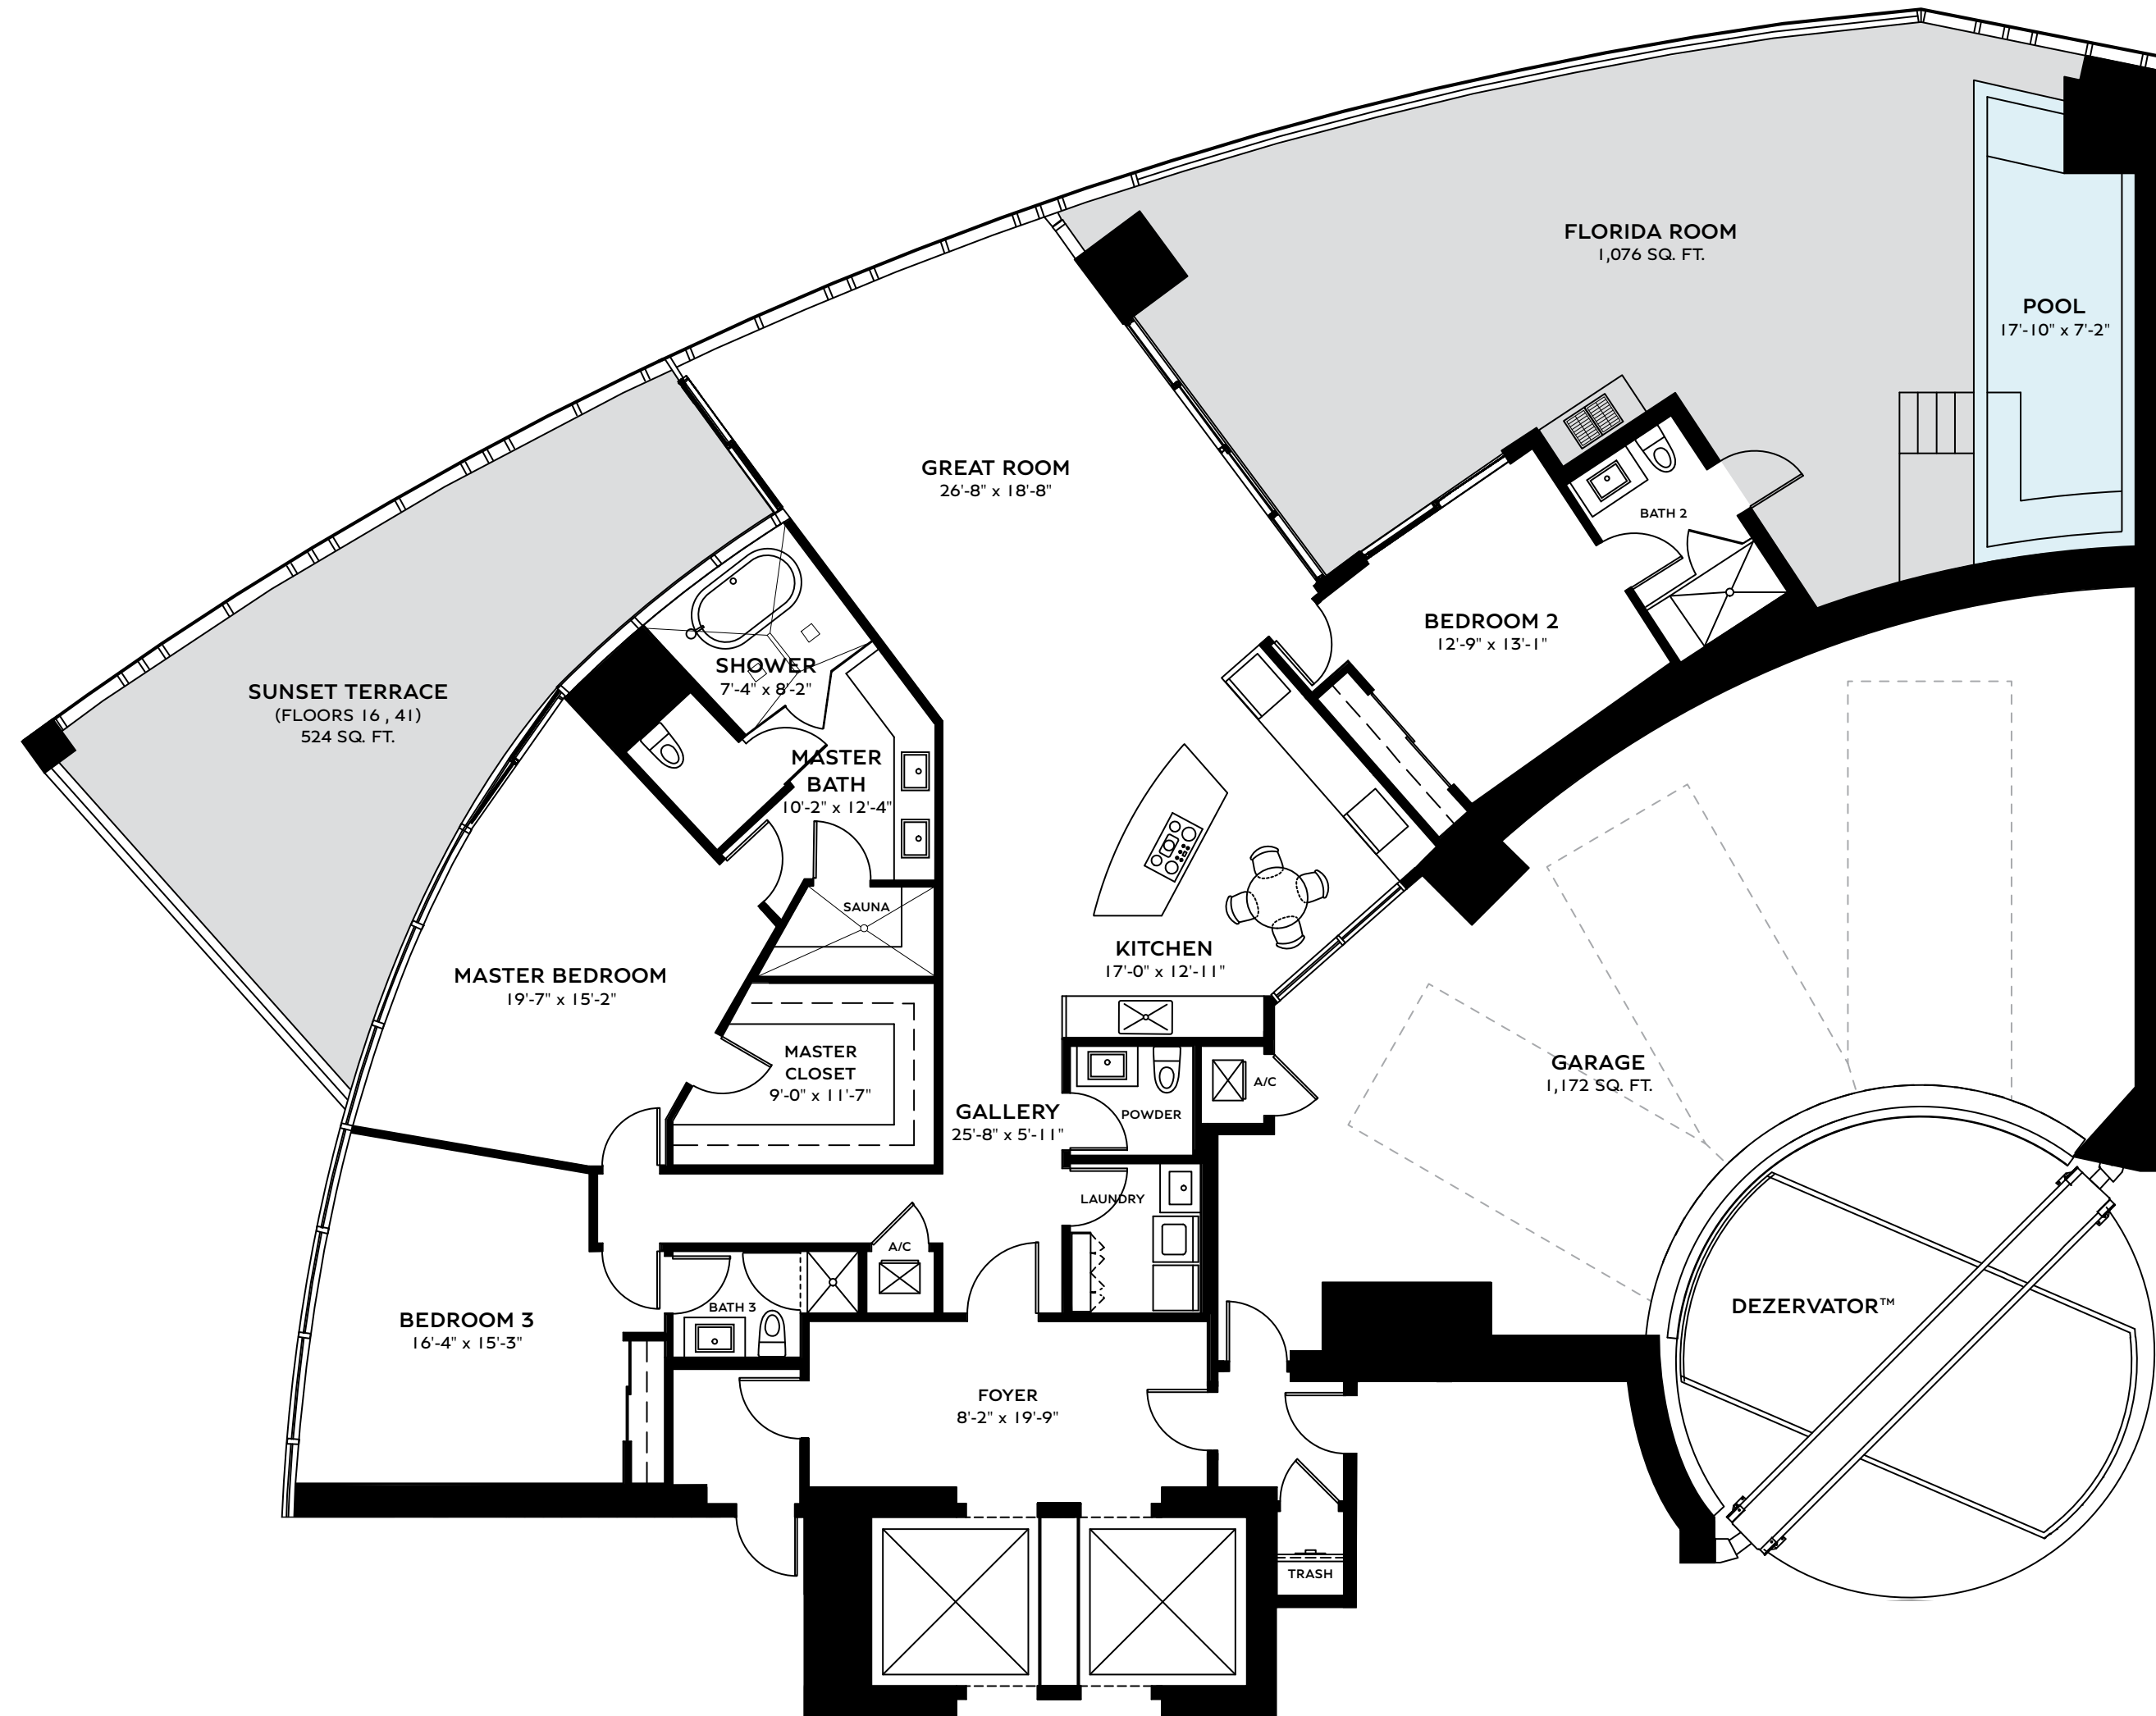 FLORIDA ROOM
1,076 SQ. FT.
POOL
17'-10" x 7'-2"
GREAT ROOM
26'-8" x 18'-8"
BATH 2
BEDROOM 2
12'-9" x 13'-1"
SHOWER
7'-4" x 8'-2"
SUNSET TERRACE
(FLOORS 16 , 41)
524 SQ. FT.
MASTER
BATH
10'-2" x 12'-4"
SAUNA
KITCHEN
17'-0" x 12'-11"
MASTER BEDROOM
19'-7" x 15'-2"
MASTER
CLOSET
9'-0" x 11'-7"
GARAGE
1,172 SQ. FT.
A/C
GALLERY
25'-8" x 5'-11"
POWDER
LAUNDRY
A/C
BATH 3
BEDROOM 3
16'-4" x 15'-3"
DEZERVATOR™
FOYER
8'-2" x 19'-9"
TRASH